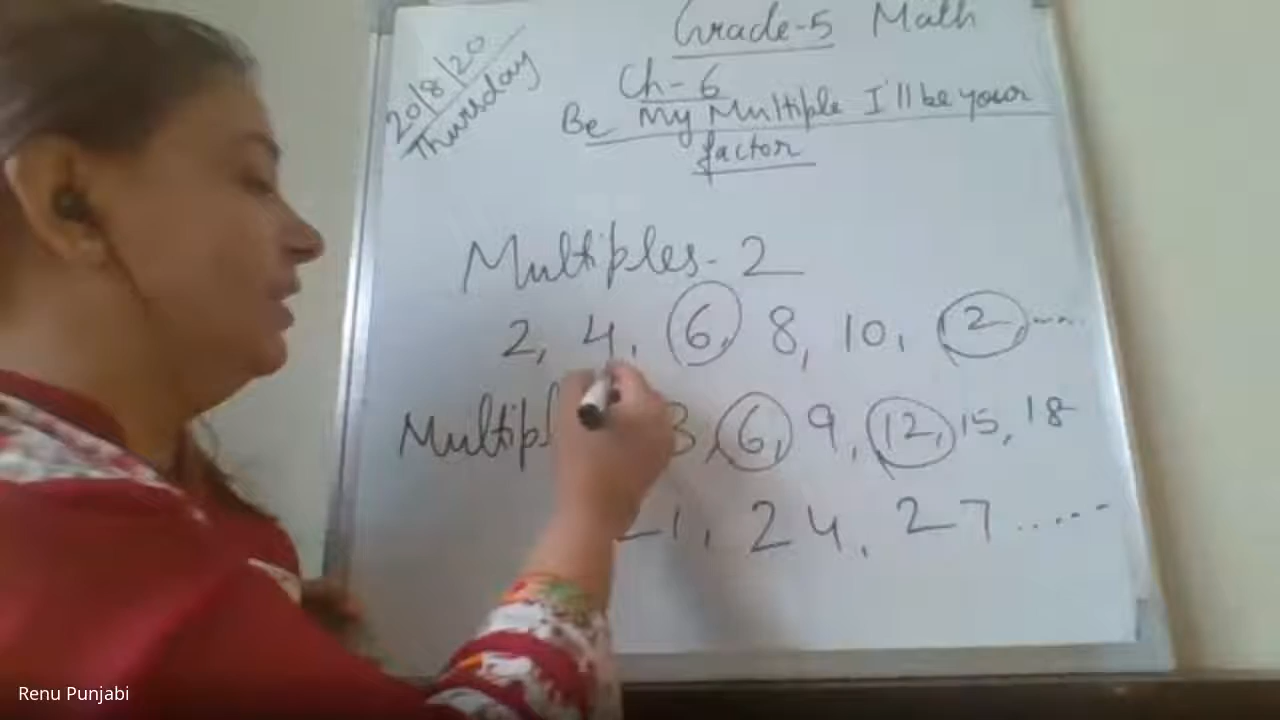 20/8/20
Thursday
Grade-5 Math
Ch-6
Be My Multiple I'll be your
factor
Multiples- 2
2, 4, 6, 8, 10, 12, ....
3, 6, 9, 12, 15, 18
21, 24, 27 .....
Renu Punjabi